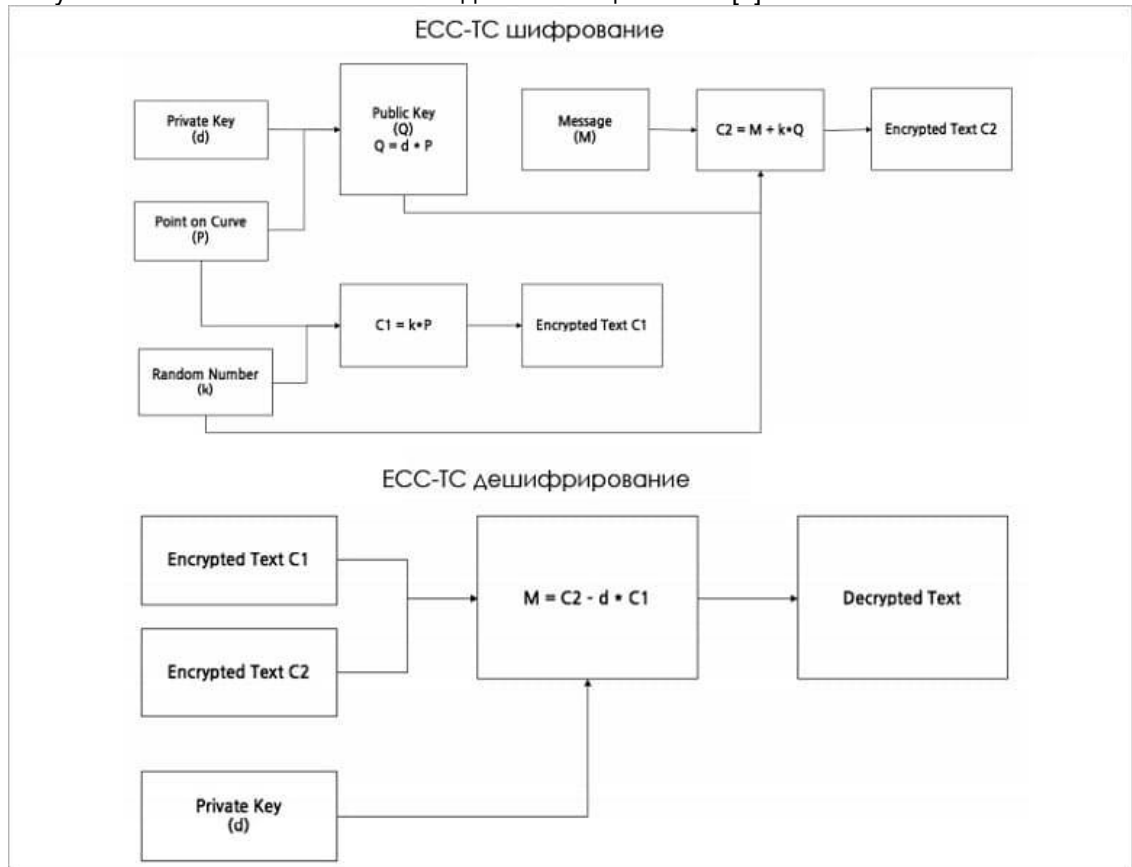 ECC-TC шифрование
Private Key
(d)
Public Key
(Q)
Q = d * P
Message
(M)
C2 = M + k*Q
Encrypted Text C2
Point on Curve
(P)
C1 = k*P
Encrypted Text C1
Random Number
(k)
ECC-TC дешифрирование
Encrypted Text C1
Encrypted Text C2
M = C2 - d * C1
Decrypted Text
Private Key
(d)